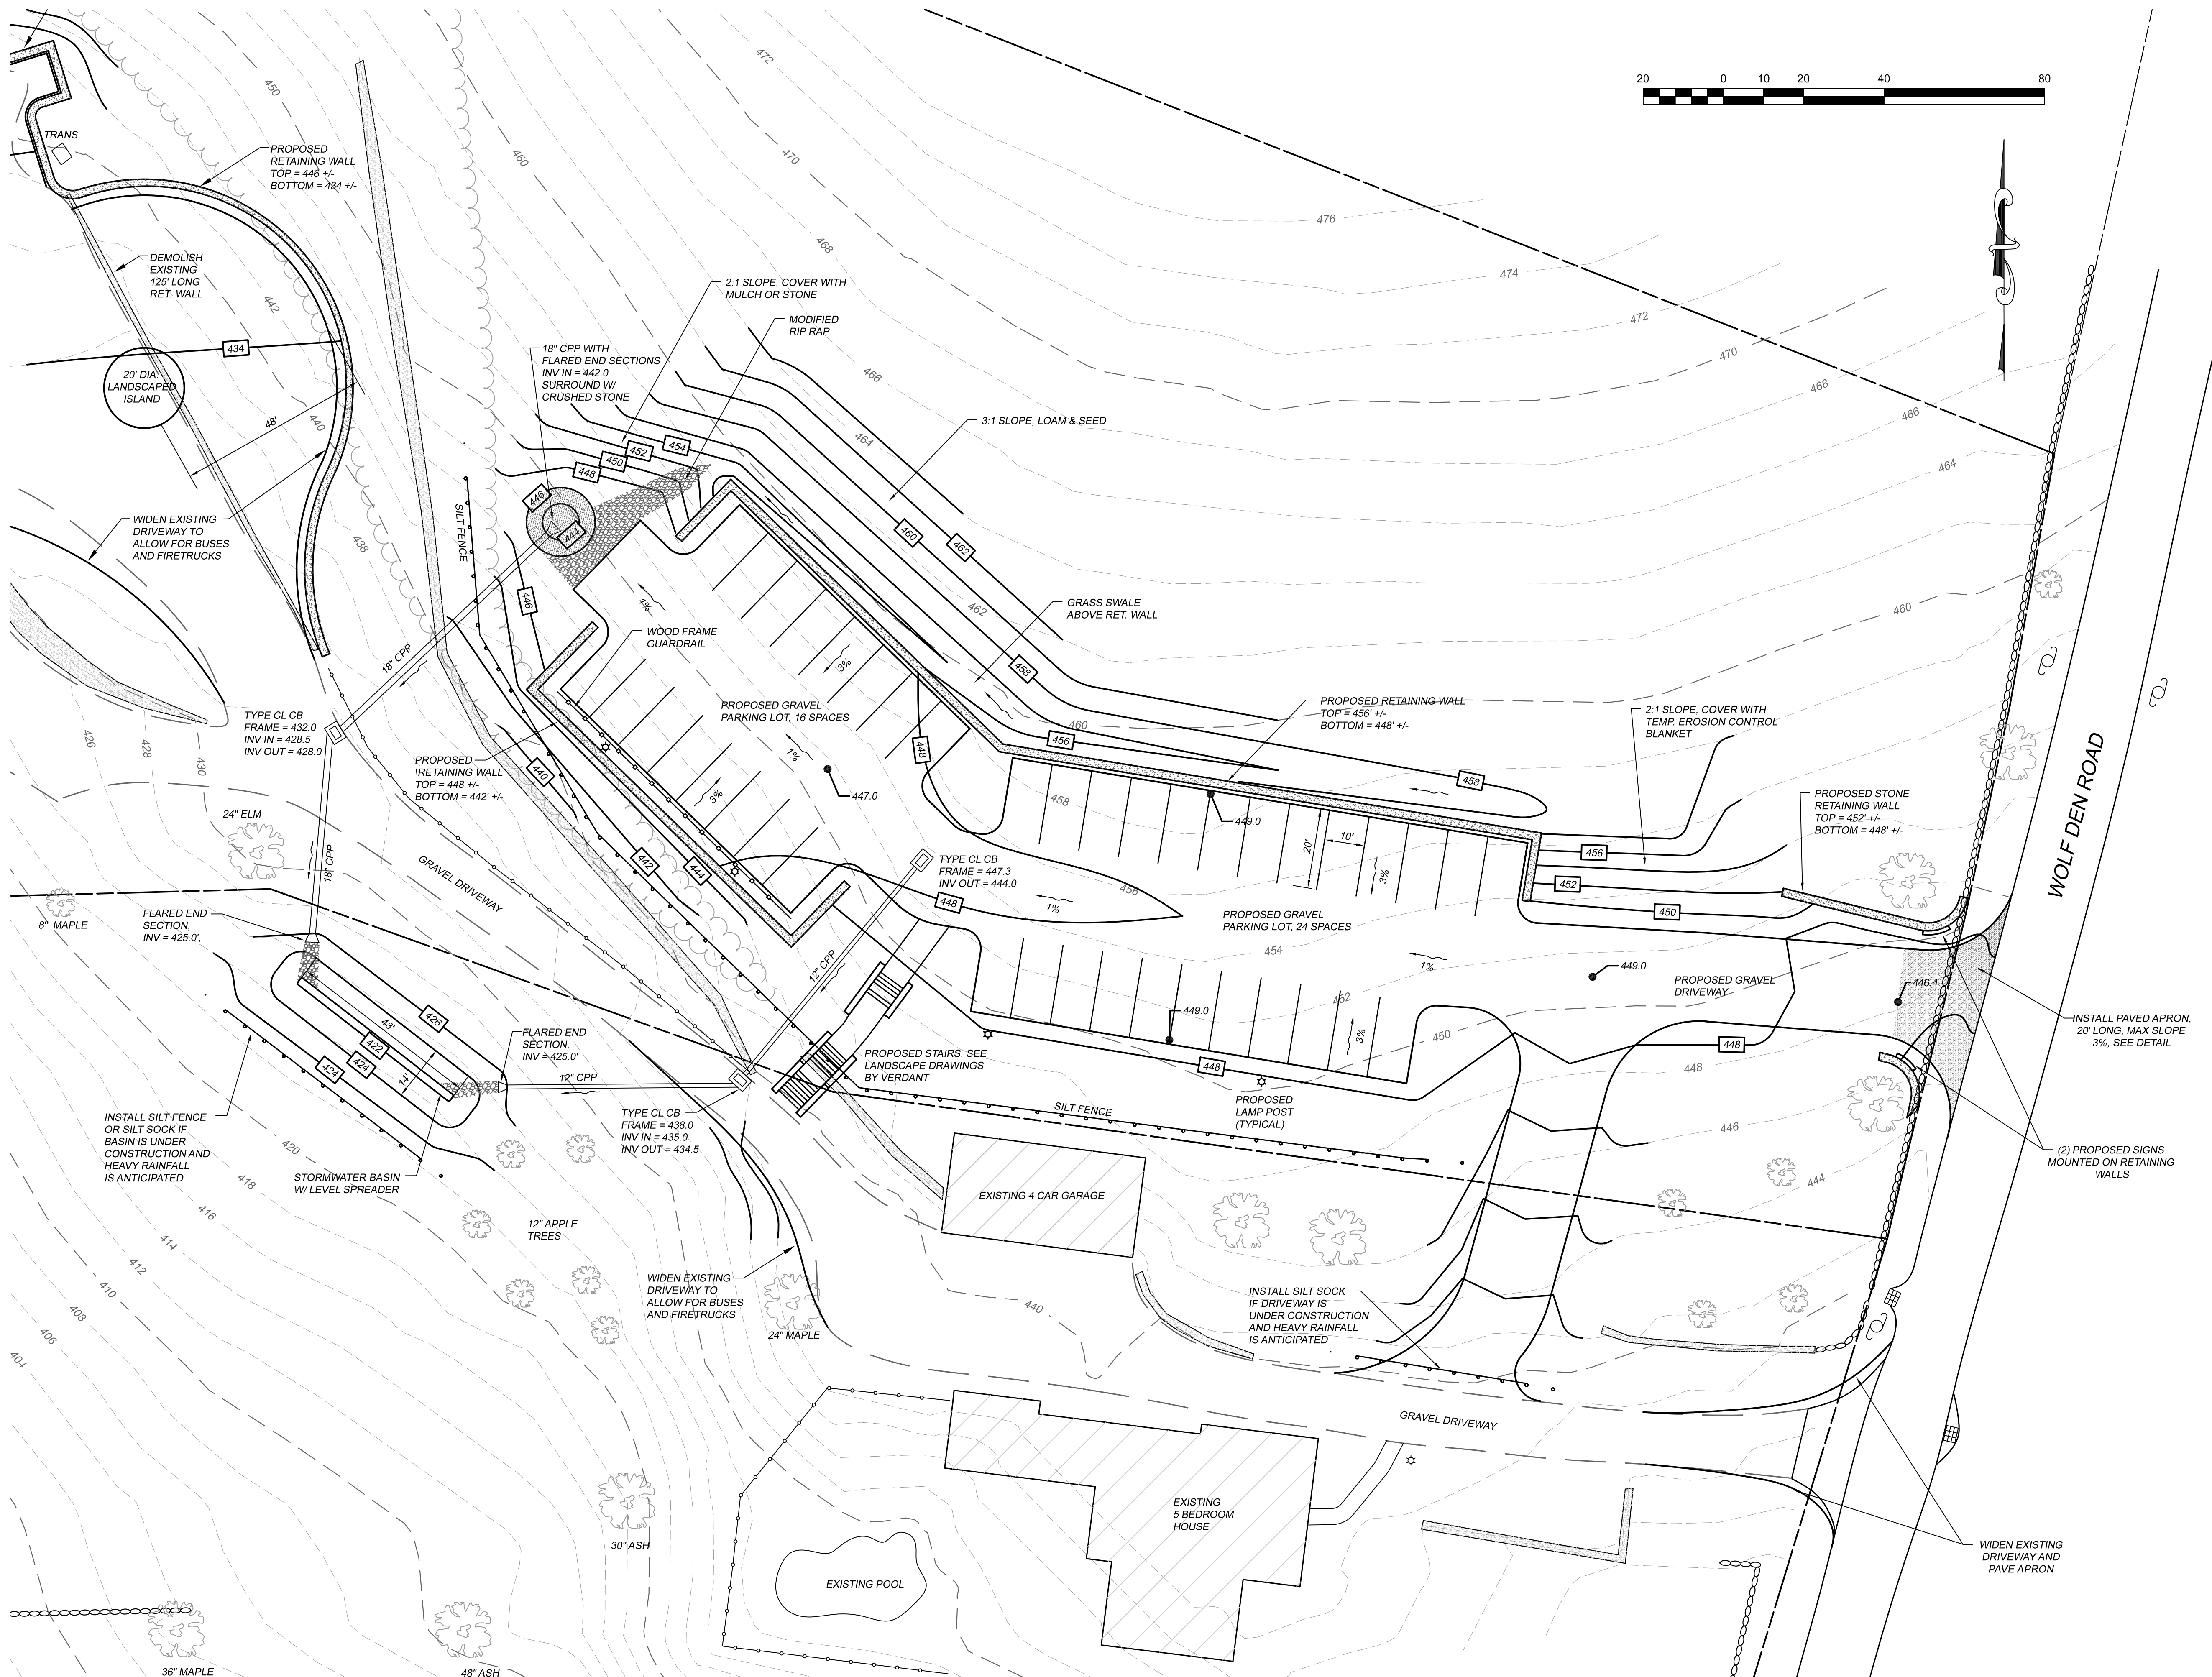 20 0 10 20 40 80
472
450
TRANS.
PROPOSED
RETAINING WALL
TOP = 446 +/-
BOTTOM = 434 +/-
460
470
476
468
474
DEMOLISH
EXISTING
125' LONG
RET. WALL
442
2:1 SLOPE, COVER WITH
MULCH OR STONE
MODIFIED
RIP RAP
472
470
434
18" CPP WITH
FLARED END SECTIONS
INV IN = 442.0
SURROUND W/
CRUSHED STONE
20' DIA.
LANDSCAPED
ISLAND
466
468
466
48'
440
3:1 SLOPE, LOAM & SEED
464
454
452
450
448
464
446
444
438
SILT FENCE
WIDEN EXISTING
DRIVEWAY TO
ALLOW FOR BUSES
AND FIRETRUCKS
460
462
446
1%
462
GRASS SWALE
ABOVE RET. WALL
460
WOOD FRAME
GUARDRAIL
18" CPP
3%
458
PROPOSED GRAVEL
PARKING LOT, 16 SPACES
PROPOSED RETAINING WALL
TOP = 456' +/-
BOTTOM = 448' +/-
2:1 SLOPE, COVER WITH
TEMP. EROSION CONTROL
BLANKET
TYPE CL CB
FRAME = 432.0
INV IN = 428.5
INV OUT = 428.0
426
428
430
460
456
448
1%
PROPOSED
RETAINING WALL
TOP = 448 +/-
BOTTOM = 442' +/-
440
3%
447.0
458
458
449.0
WOLF DEN ROAD
PROPOSED STONE
RETAINING WALL
TOP = 452' +/-
BOTTOM = 448' +/-
24" ELM
20'
10'
3%
456
452
450
442
444
TYPE CL CB
FRAME = 447.3
INV OUT = 444.0
448
456
1%
GRAVEL DRIVEWAY
18" CPP
8" MAPLE
FLARED END
SECTION,
INV = 425.0',
PROPOSED GRAVEL
PARKING LOT, 24 SPACES
454
12" CPP
1%
449.0
PROPOSED GRAVEL
DRIVEWAY
446.4
452
449.0
450
3%
448
448
448
INSTALL PAVED APRON,
20' LONG, MAX SLOPE
3%, SEE DETAIL
426
48'
422
424
424
14'
FLARED END
SECTION,
INV = 425.0'
12" CPP
PROPOSED STAIRS, SEE
LANDSCAPE DRAWINGS
BY VERDANT
PROPOSED
LAMP POST
(TYPICAL)
SILT FENCE
446
INSTALL SILT FENCE
OR SILT SOCK IF
BASIN IS UNDER
CONSTRUCTION AND
HEAVY RAINFALL
IS ANTICIPATED
TYPE CL CB
FRAME = 438.0
INV IN = 435.0
INV OUT = 434.5
(2) PROPOSED SIGNS
MOUNTED ON RETAINING
WALLS
420
418
416
414
412
410
408
406
404
STORMWATER BASIN
W/ LEVEL SPREADER
EXISTING 4 CAR GARAGE
444
12" APPLE
TREES
WIDEN EXISTING
DRIVEWAY TO
ALLOW FOR BUSES
AND FIRETRUCKS
440
24" MAPLE
INSTALL SILT SOCK
IF DRIVEWAY IS
UNDER CONSTRUCTION
AND HEAVY RAINFALL
IS ANTICIPATED
GRAVEL DRIVEWAY
EXISTING
5 BEDROOM
HOUSE
30" ASH
EXISTING POOL
WIDEN EXISTING
DRIVEWAY AND
PAVE APRON
36" MAPLE
48" ASH